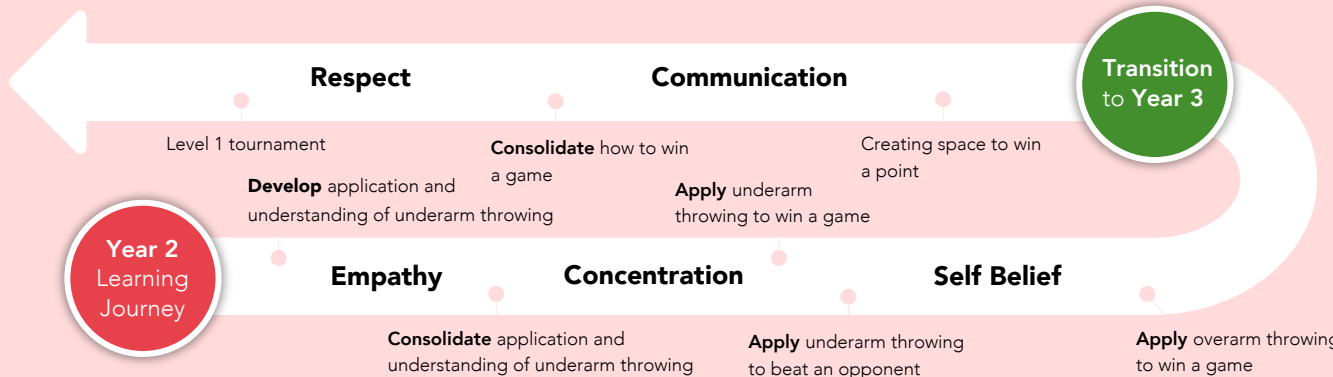 Respect
Communication
Transition
to Year 3
Level 1 tournament
Consolidate how to win
a game
Creating space to win
a point
Develop application and
understanding of underarm throwing
Apply underarm
throwing to win a game
Year 2
Learning
Journey
Empathy
Concentration
Self Belief
Consolidate application and
understanding of underarm throwing
Apply underarm throwing
to beat an opponent
Apply overarm throwing
to win a game